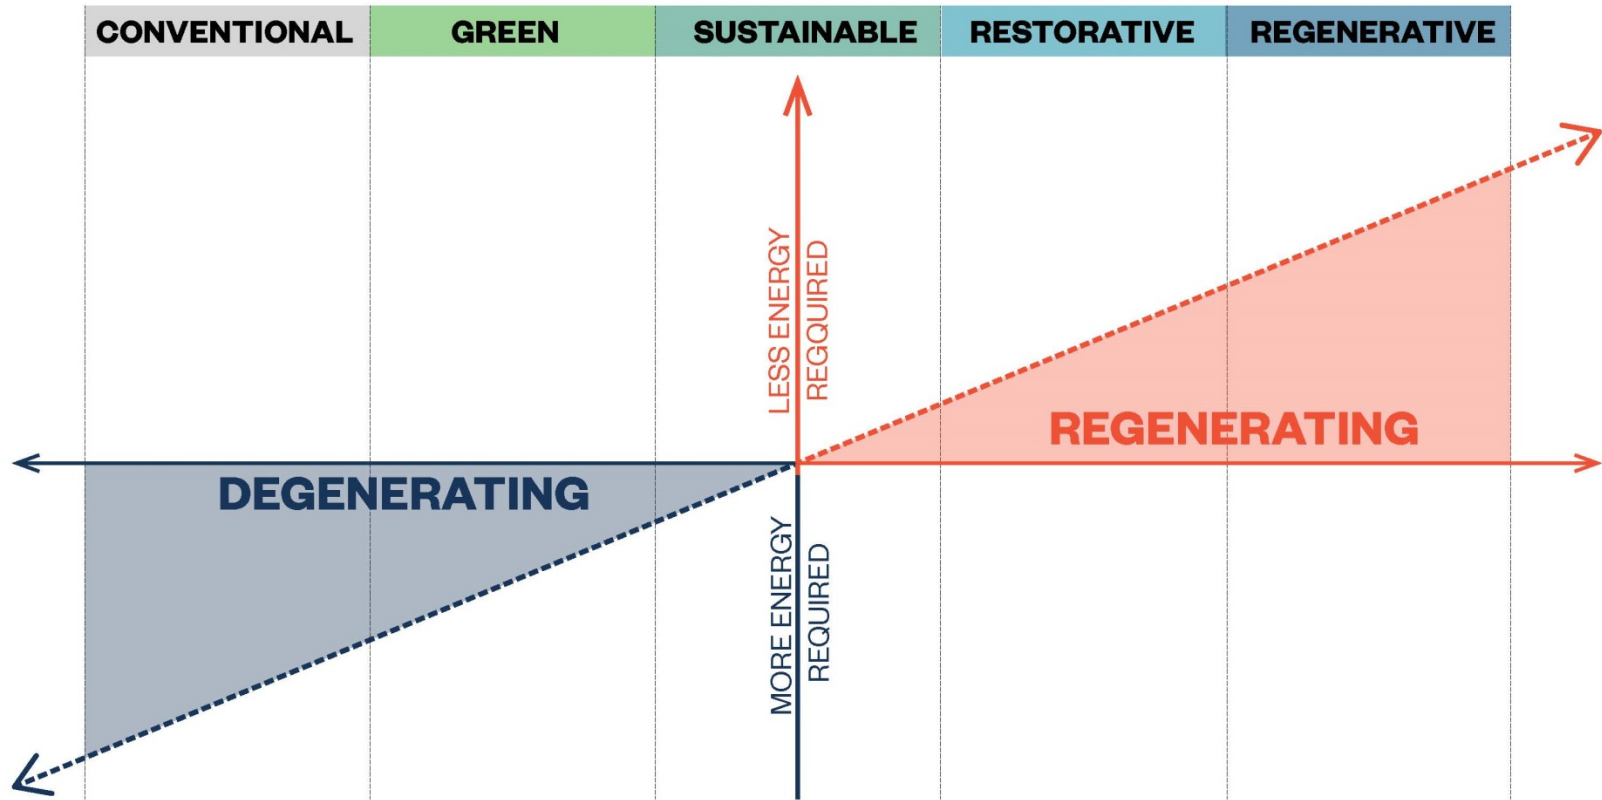 CONVENTIONAL
GREEN
SUSTAINABLE
RESTORATIVE
REGENERATIVE
LESS ENERGY
REGQUIRED
REGENERATING
DEGENERATING
MORE ENERGY
REQUIRED